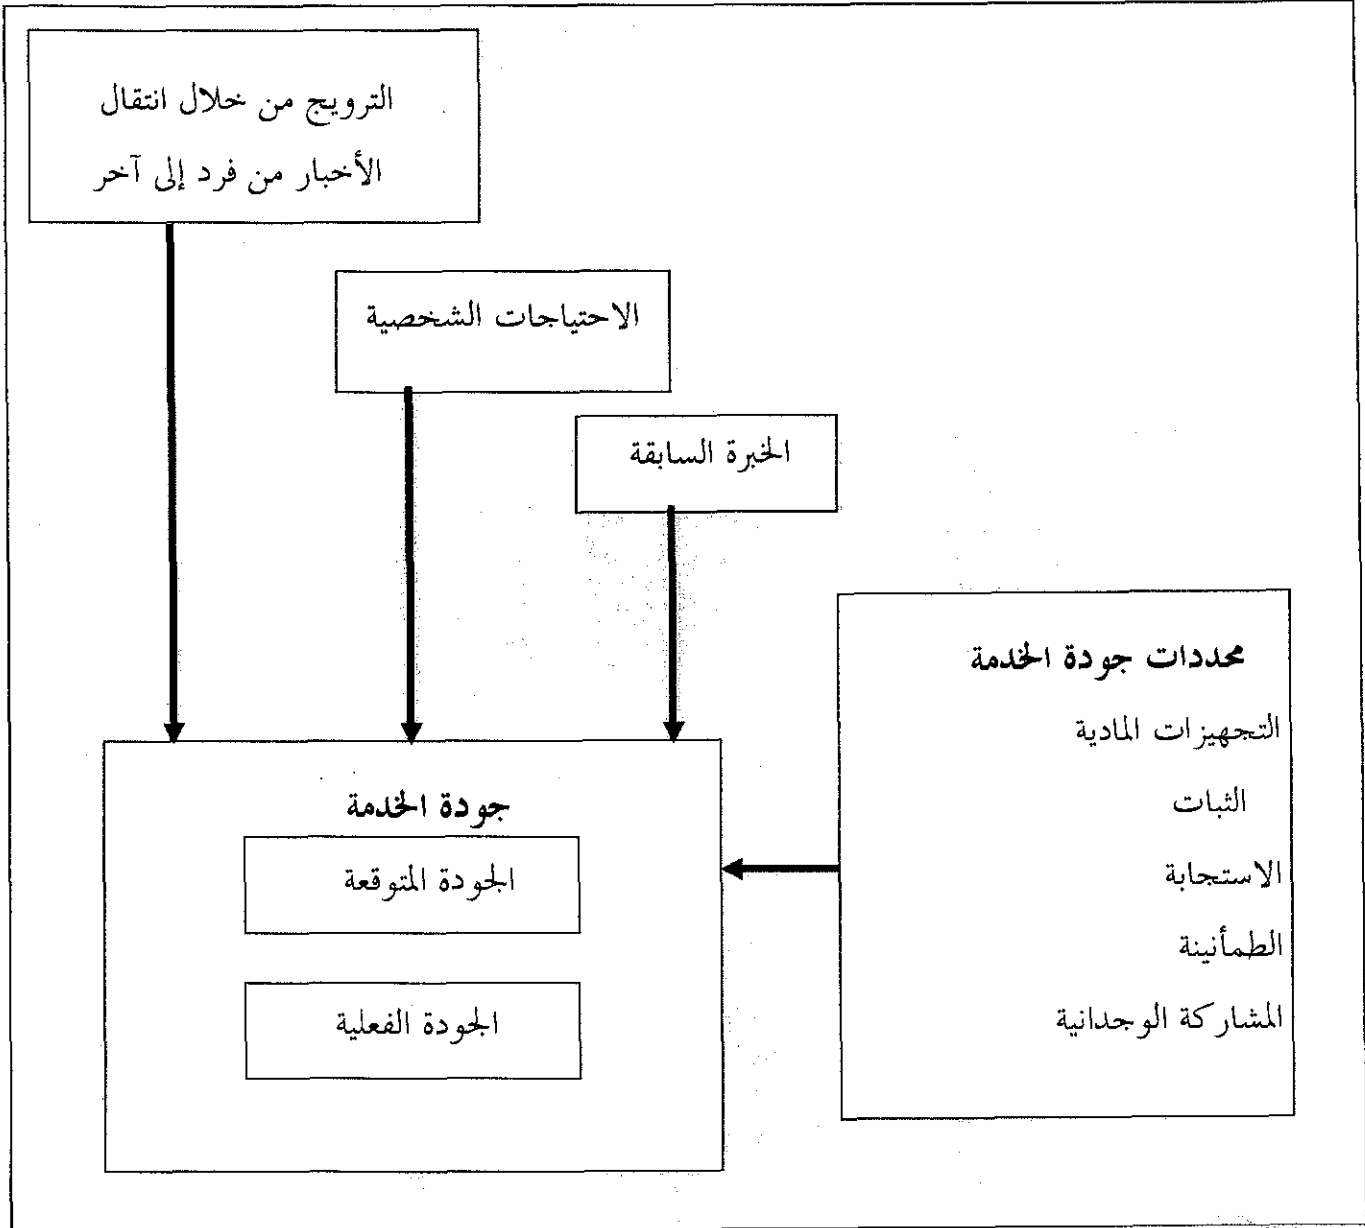 الترويج من خلال انتقال
الأخبار من فرد إلى آخر
الاحتياجات الشخصية
الخبرة السابقة
محددات جودة الخدمة
التجهيزات المادية
الثبات
الاستجابة
الطمأنينة
المشاركة الوجدانية
جودة الخدمة
الجودة المتوقعة
الجودة الفعلية